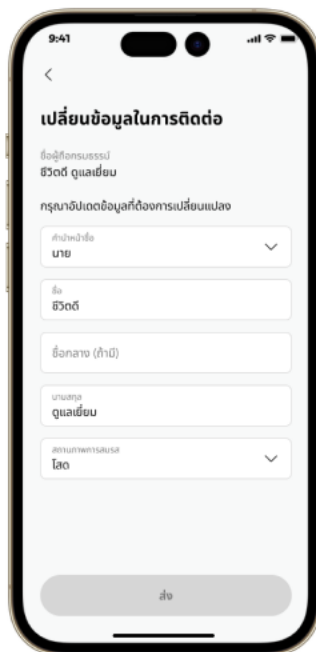 9:41
เปลี่ยนข้อมูลในการติดต่อ
ชื่อผู้ถือกรมธรรม์
ชีวิตดี ดูแลเยี่ยม
กรุณาอัปเดตข้อมูลที่ต้องการเปลี่ยนแปลง
คำนำหน้าชื่อ
นาย
ชื่อ
ชีวิตดี
ชื่อกลาง (ถ้ามี)
นามสกุล
ดูแลเยี่ยม
สถานภาพการสมรส
โสด
ส่ง